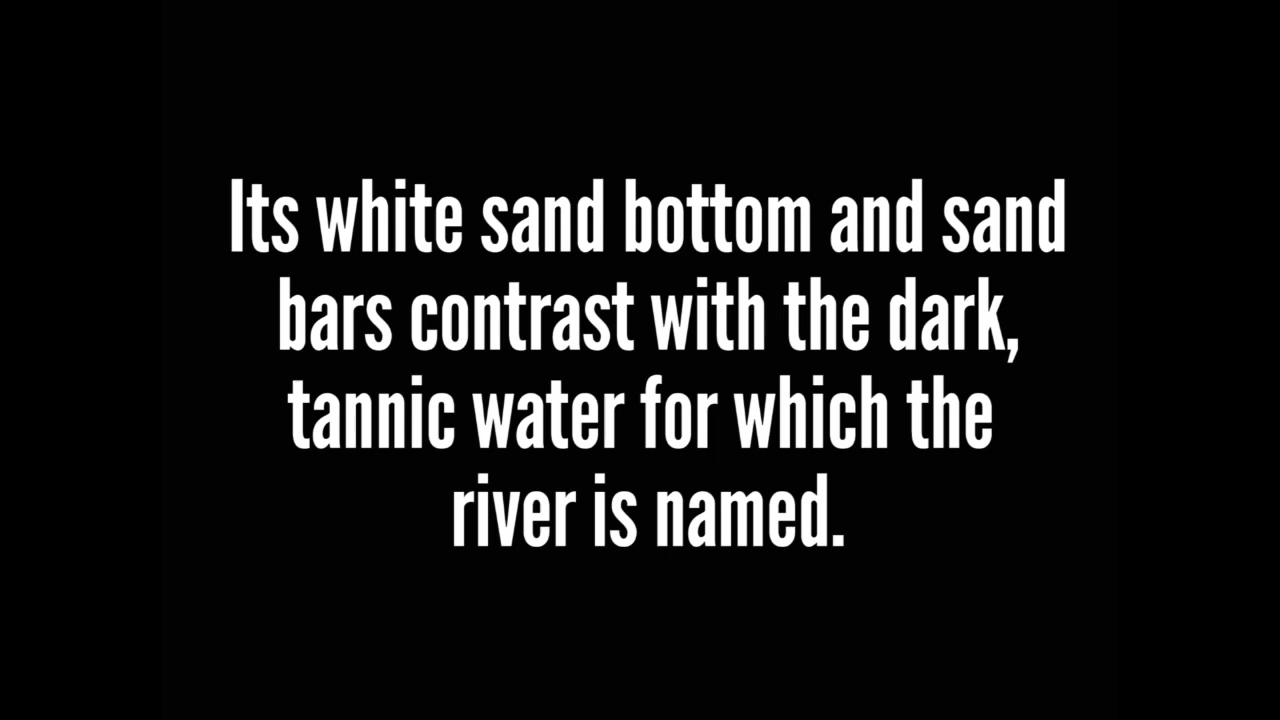 Its white sand bottom and sand
bars contrast with the dark,
tannic water for which the
river is named.